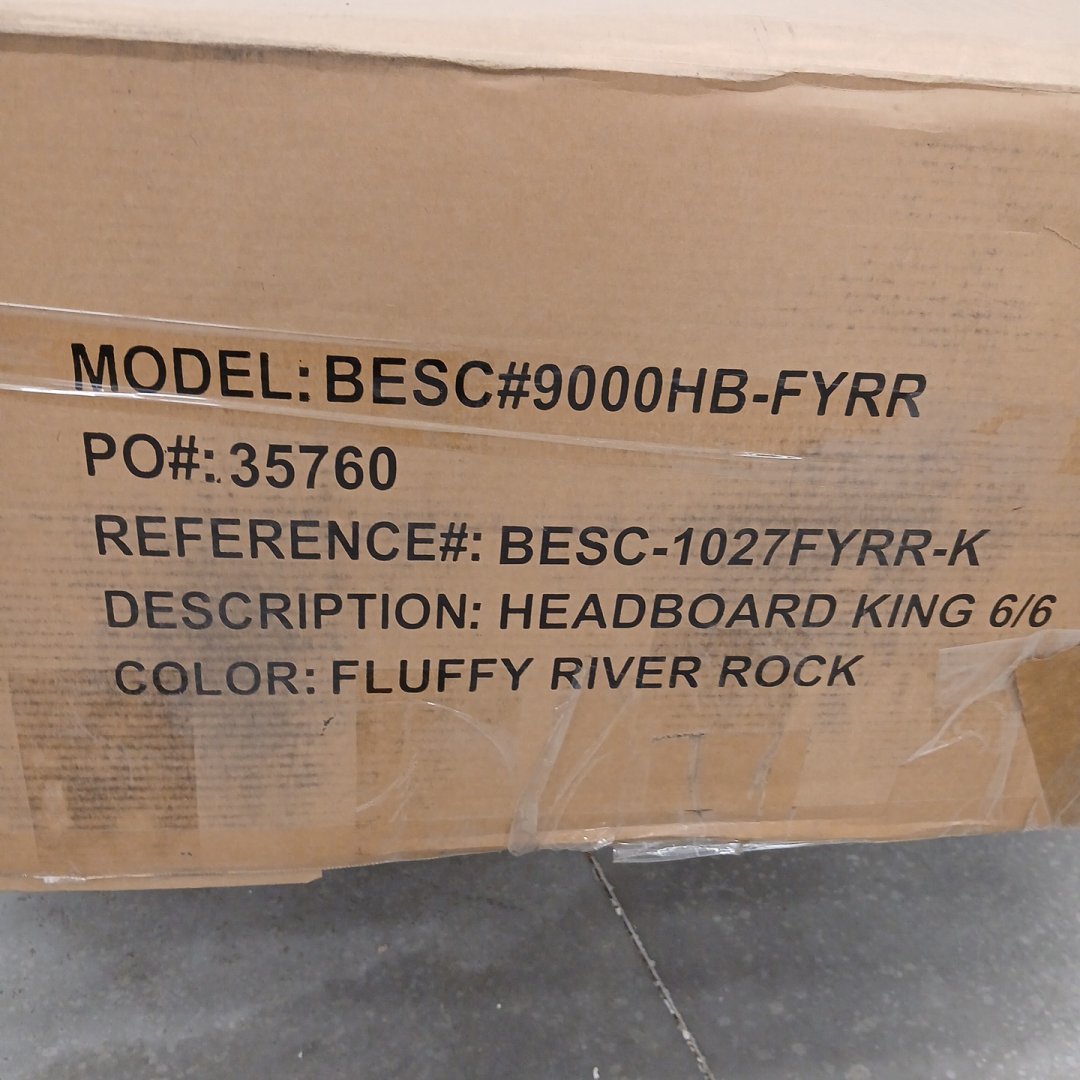 MODEL: BESC#9000HB-FYRR
PO#: 35760
REFERENCE#: BESC-1027FYRR-K
DESCRIPTION: HEADBOARD KING 6/6
COLOR: FLUFFY RIVER ROCK